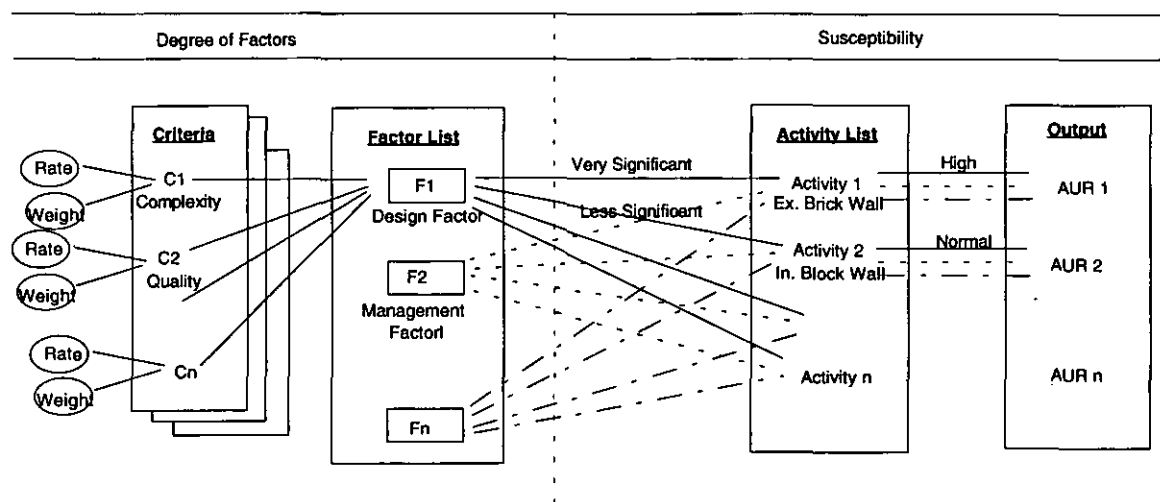 Degree of Factors
Susceptibility
Criteria
Rate
C1
Complexity
Weight
Rate
C2
Quality
Weight
Rate
Cn
Weight
Factor List
F1
Design Factor
F2
Management
Factorl
Fn
Very Significant
Less Significant
Activity List
Activity 1
Ex. Brick Wall
Activity 2
In. Block Wall
Activity n
High
Normal
Output
AUR 1
AUR 2
AUR n